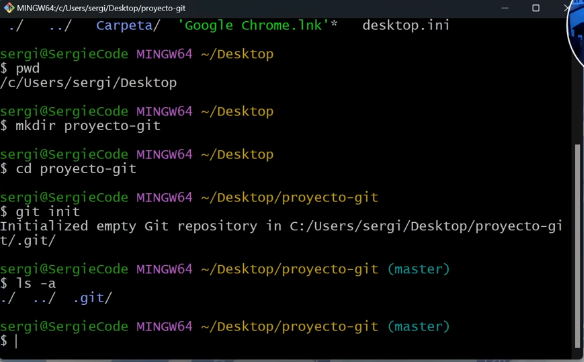 MINGW64:/c/Users/sergi/Desktop/proyecto-git
./ ../ Carpeta/ 'Google Chrome.lnk'* desktop.ini
sergi@SergieCode MINGW64 ~/Desktop
$ pwd
/c/Users/sergi/Desktop
sergi@SergieCode MINGW64 ~/Desktop
$ mkdir proyecto-git
sergi@SergieCode MINGW64 ~/Desktop
$ cd proyecto-git
sergi@SergieCode MINGW64 ~/Desktop/proyecto-git
$ git init
Initialized empty Git repository in C:/Users/sergi/Desktop/proyecto-gi
t/.git/
sergi@SergieCode MINGW64 ~/Desktop/proyecto-git (master)
$ ls -a
./ ../ .git/
sergi@SergieCode MINGW64 ~/Desktop/proyecto-git (master)
$